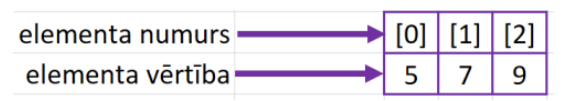 elementa numurs [0] [1] [2]
elementa vērtība 5 7 9